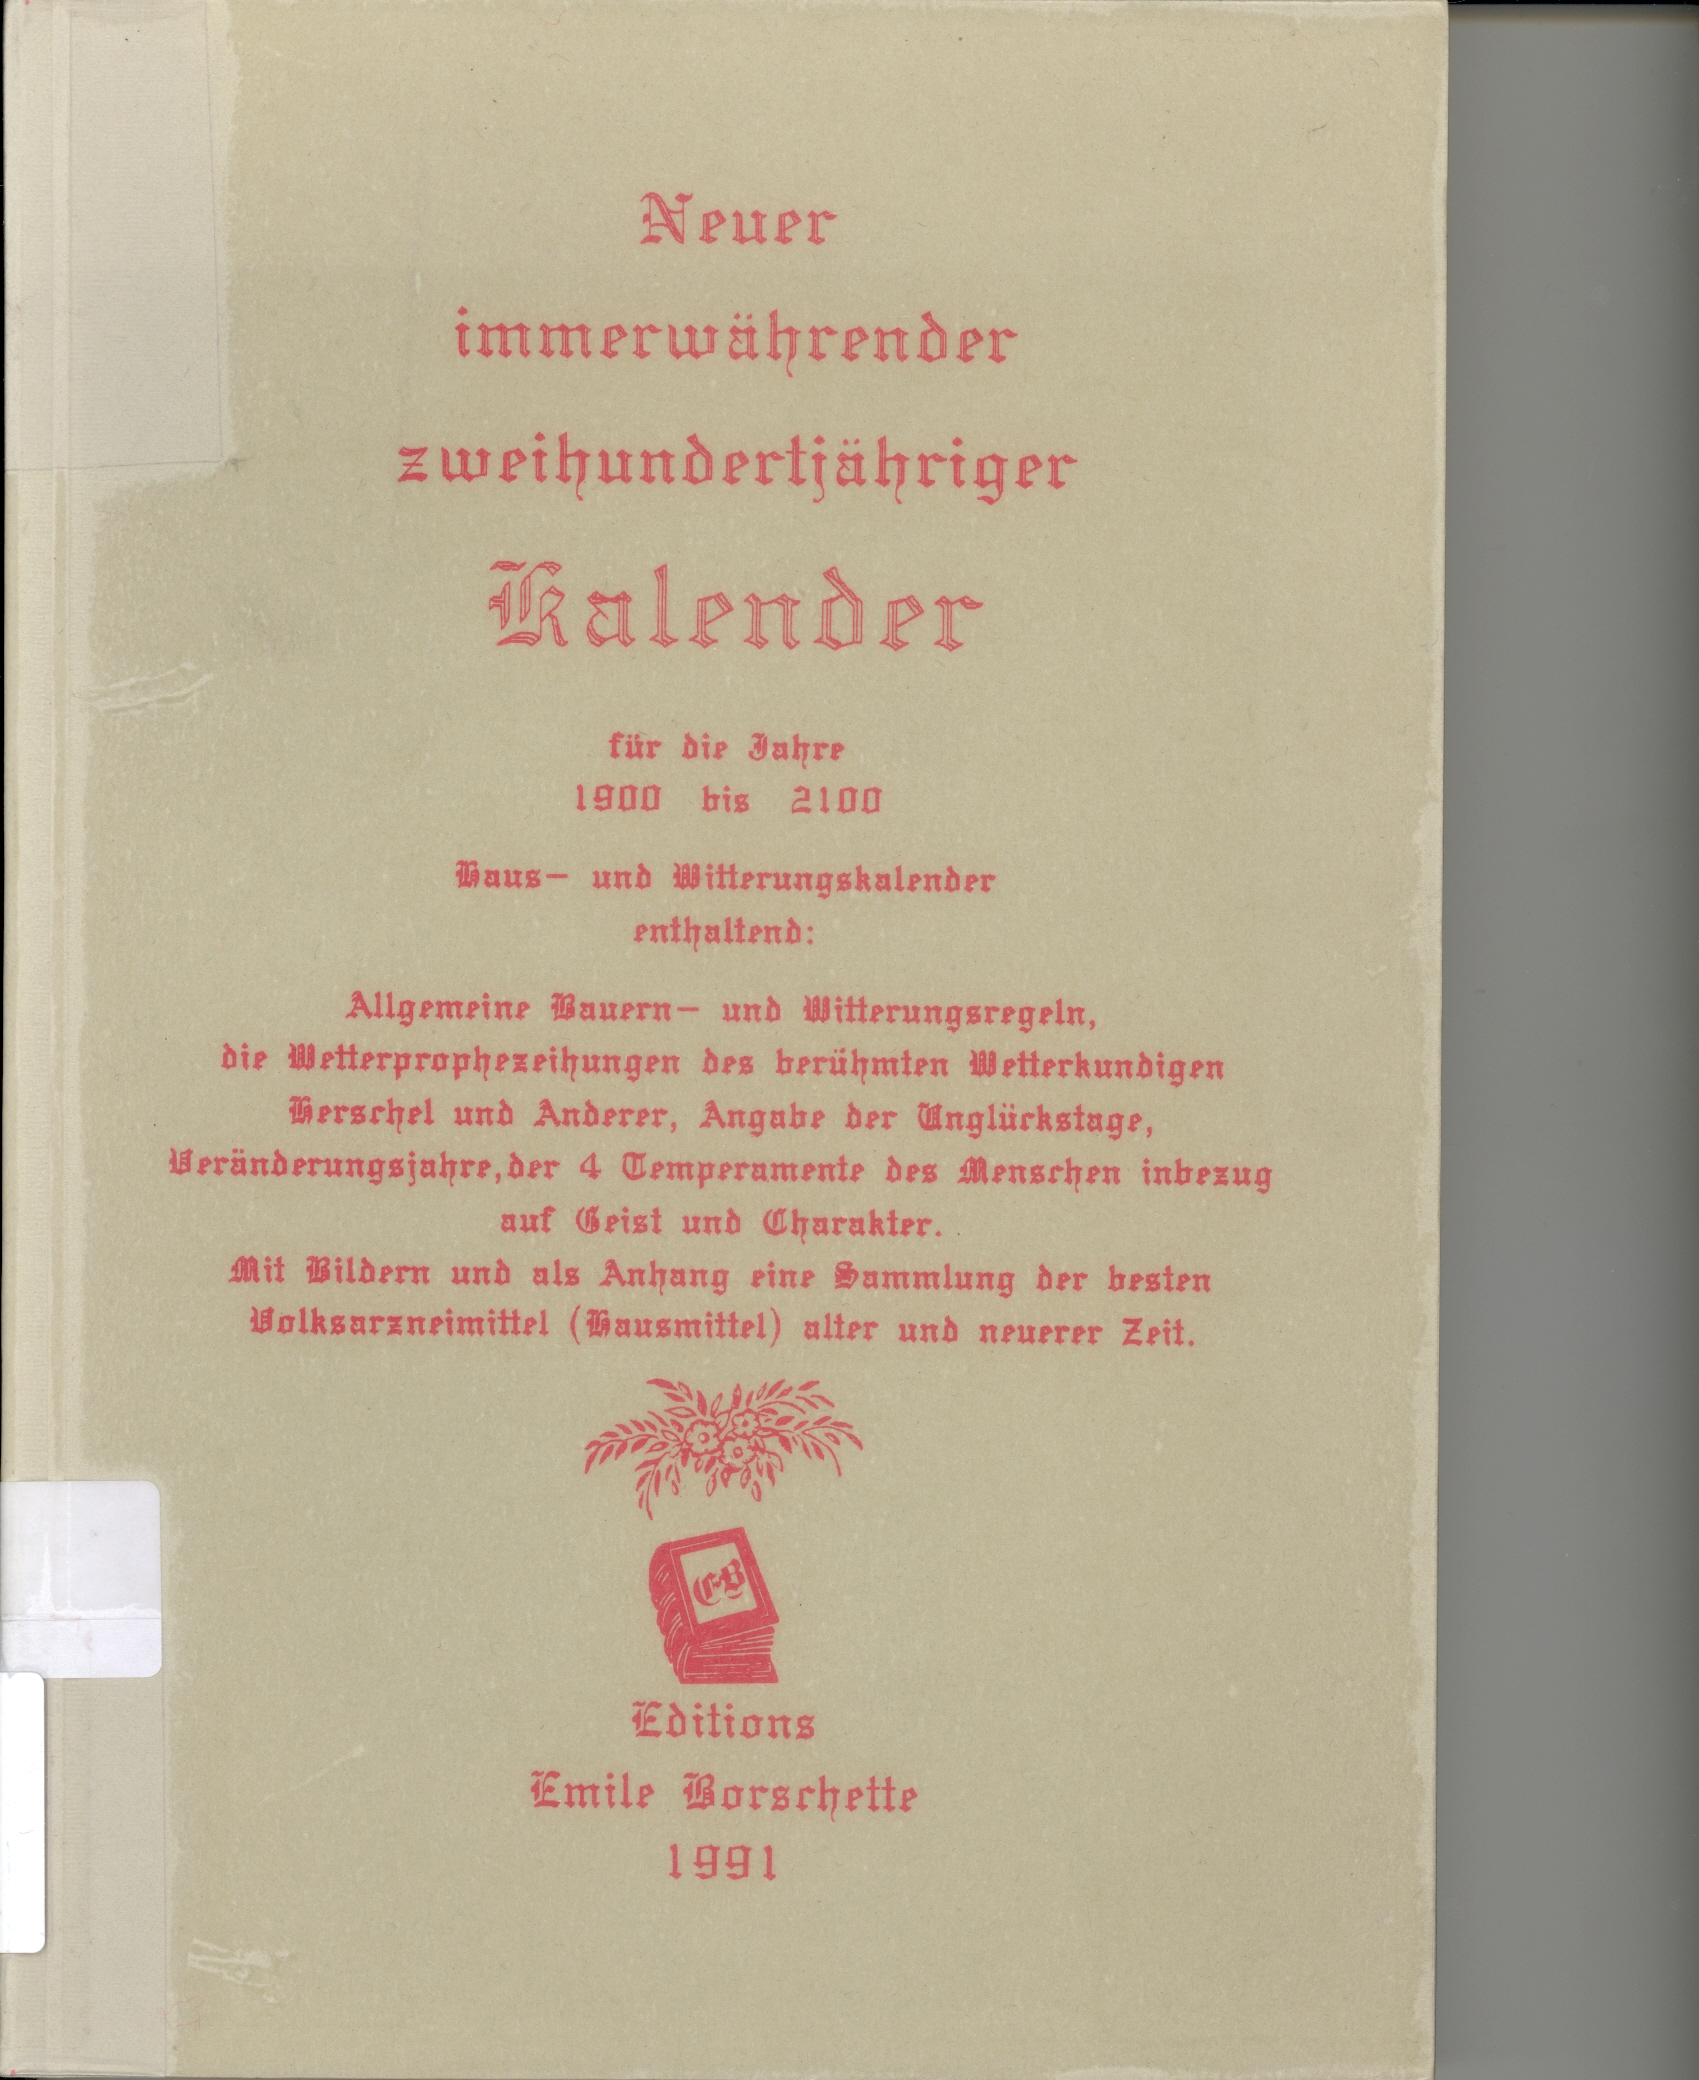 Neuer
immerwährender
zweihundertjähriger
Kalender
für die Jahre
1900 bis 2100
Haus- und Witterungskalender
enthaltend:
Allgemeine Bauern- und Witterungsregeln,
die Wetterprophezeihungen des berühmten Wetterkundigen
Herschel und Anderer, Angabe der Unglückstage,
Veränderungsjahre,der 4 Temperamente des Menschen inbezug
auf Geist und Charakter.
Mit Bildern und als Anhang eine Sammlung der besten
Volksarzneimittel (Hausmittel) alter und neuerer Zeit.
EB
Editions
Emile Borschette
1991